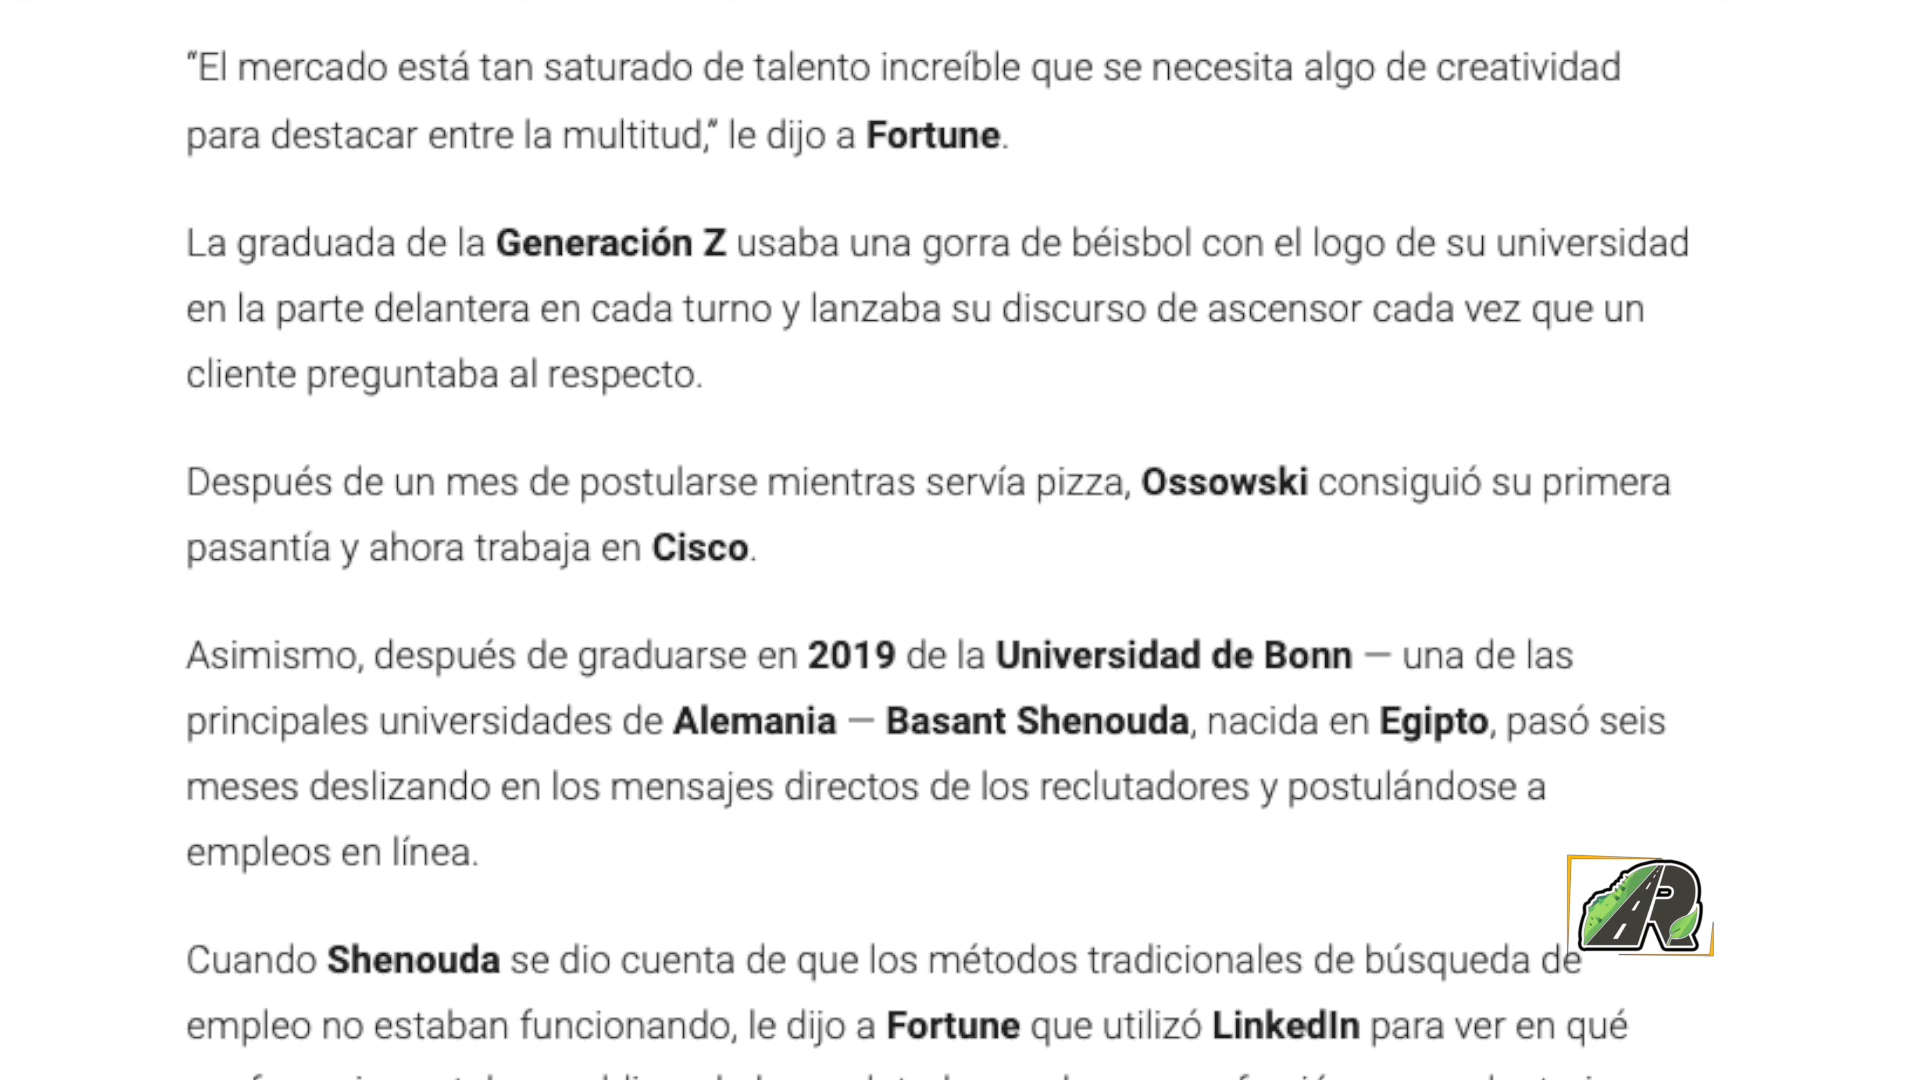 “El mercado está tan saturado de talento increíble que se necesita algo de creatividad
para destacar entre la multitud,” le dijo a Fortune.
La graduada de la Generación Z usaba una gorra de béisbol con el logo de su universidad
en la parte delantera en cada turno y lanzaba su discurso de ascensor cada vez que un
cliente preguntaba al respecto.
Después de un mes de postularse mientras servía pizza, Ossowski consiguió su primera
pasantía y ahora trabaja en Cisco.
Asimismo, después de graduarse en 2019 de la Universidad de Bonn — una de las
principales universidades de Alemania — Basant Shenouda, nacida en Egipto, pasó seis
meses deslizando en los mensajes directos de los reclutadores y postulándose a
empleos en línea.
Cuando Shenouda se dio cuenta de que los métodos tradicionales de búsqueda de
empleo no estaban funcionando, le dijo a Fortune que utilizó LinkedIn para ver en qué